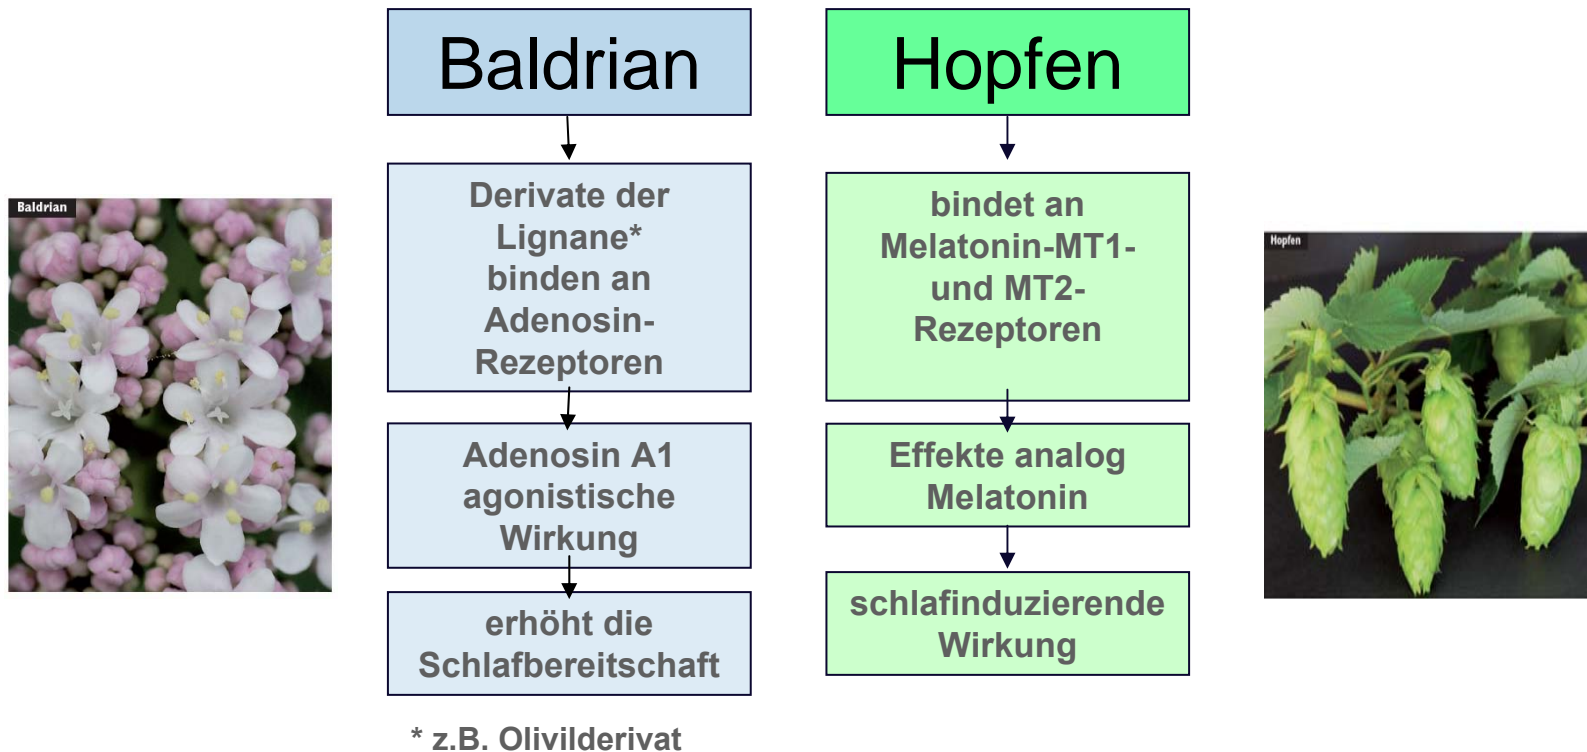 Baldrian
Derivate der
Lignane*
binden an
Adenosin-
Rezeptoren
Adenosin A1
agonistische
Wirkung
erhöht die
Schlafbereitschaft
* z.B. Olivilderivat
Hopfen
bindet an
Melatonin-MT1-
und MT2-
Rezeptoren
Effekte analog
Melatonin
schlafinduzierende
Wirkung
Baldrian
Hopfen